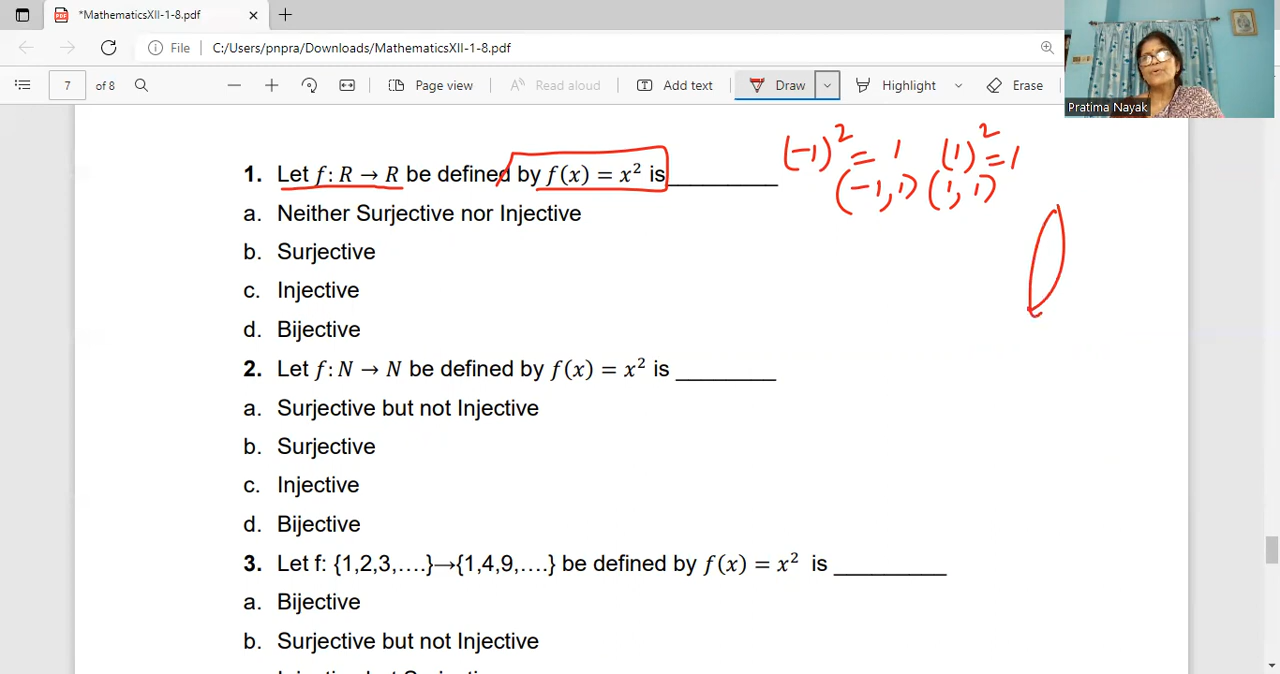 *MathematicsXII-1-8.pdf
File C:/Users/pnpra/Downloads/MathematicsXII-1-8.pdf
7 of 8 Page view Read aloud Add text Draw Highlight Erase
Pratima Nayak
(-1)² = 1 (1)² = 1
(-1, 1) (1, 1)
1. Let f: R → R be defined by f(x) = x² is_________
a. Neither Surjective nor Injective
b. Surjective
c. Injective
d. Bijective
2. Let f: N → N be defined by f(x) = x² is ________
a. Surjective but not Injective
b. Surjective
c. Injective
d. Bijective
3. Let f: {1,2,3,....}→{1,4,9,....} be defined by f(x) = x² is _________
a. Bijective
b. Surjective but not Injective